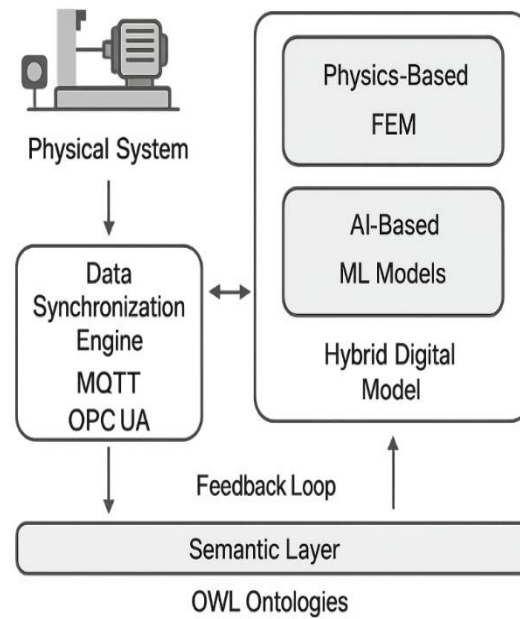 Physical System
Data
Synchronization
Engine
MQTT
OPC UA
Physics-Based
FEM
AI-Based
ML Models
Hybrid Digital
Model
Feedback Loop
Semantic Layer
OWL Ontologies